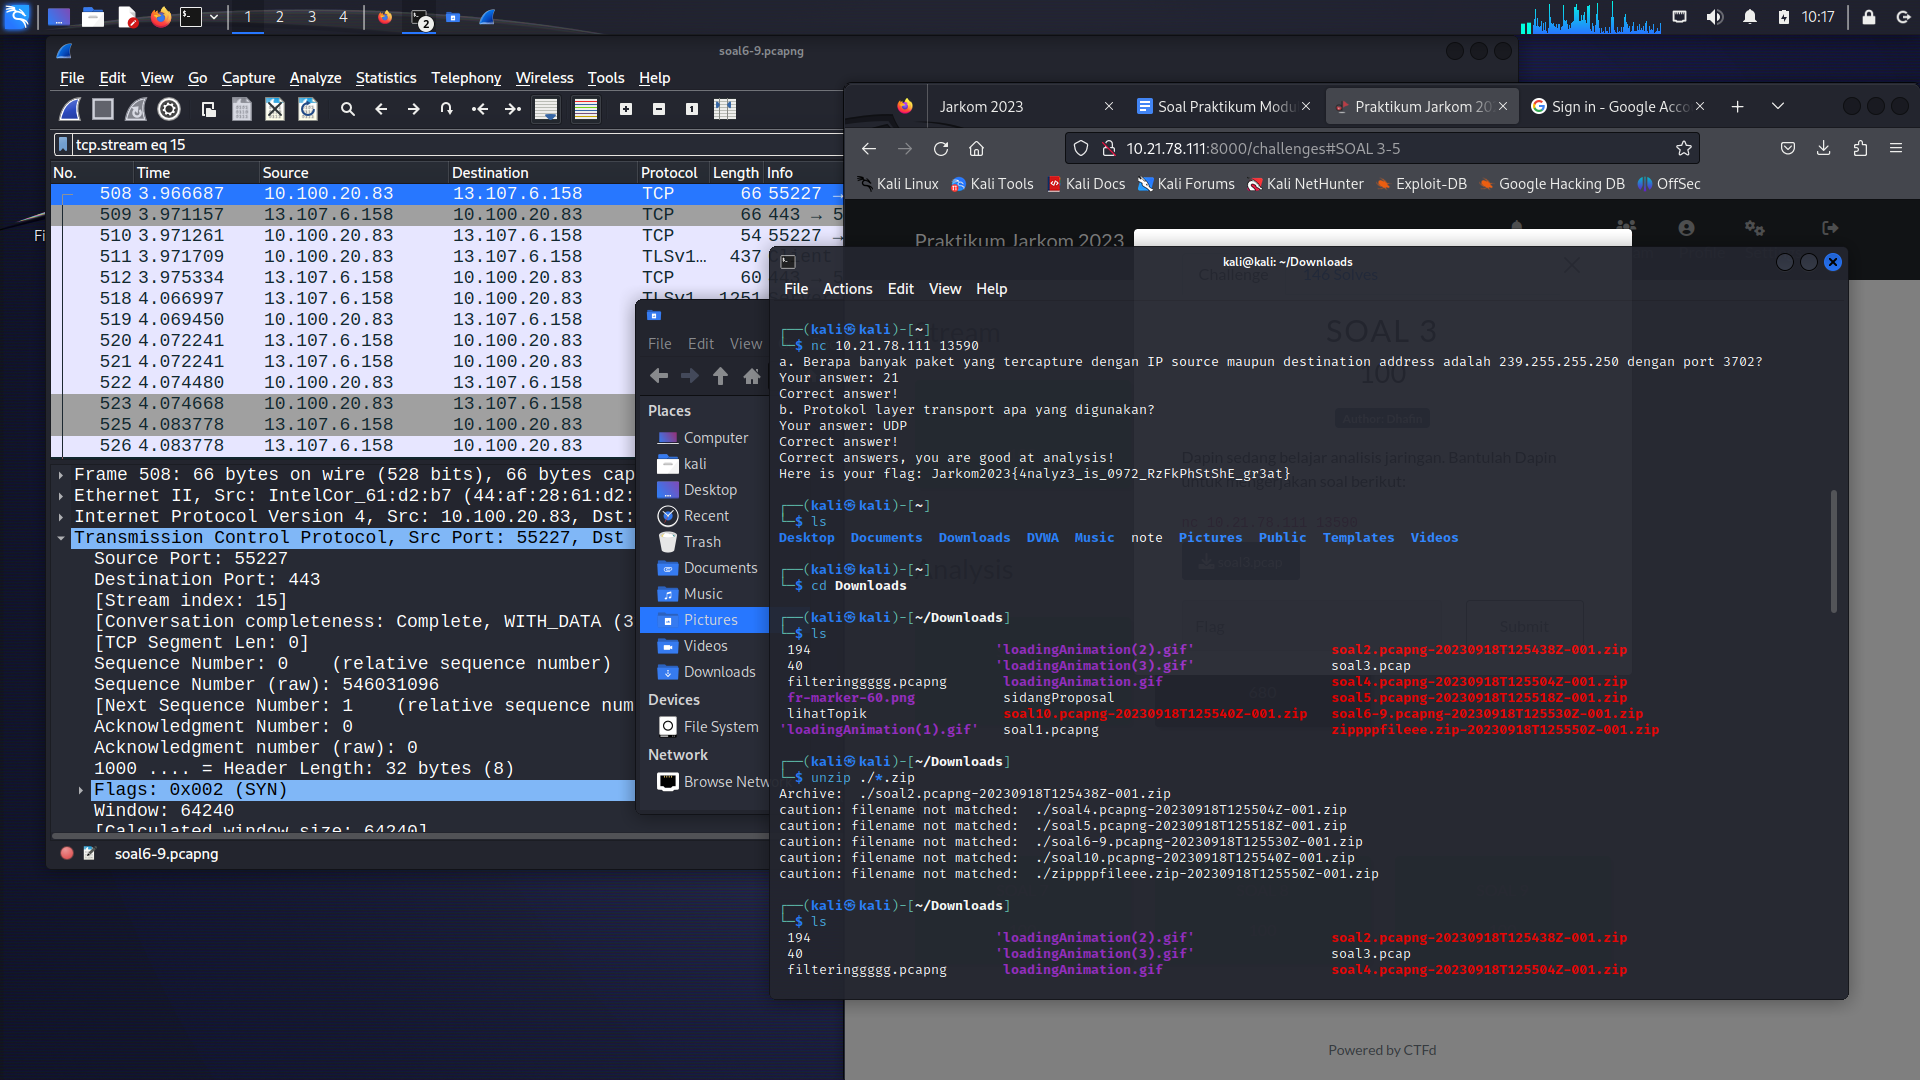 1 2 3 4
2
10:17
soal6-9.pcapng
File Edit View Go Capture Analyze Statistics Telephony Wireless Tools Help
tcp.stream eq 15
No. Time Source Destination Protocol Length Info
508 3.966687 10.100.20.83 13.107.6.158 TCP 66 55227 →
509 3.971157 13.107.6.158 10.100.20.83 TCP 66 443 → 5
510 3.971261 10.100.20.83 13.107.6.158 TCP 54 55227 →
511 3.971709 10.100.20.83 13.107.6.158 TLSv1… 437
512 3.975334 13.107.6.158 10.100.20.83 TCP 60
518 4.066997 13.107.6.158 10.100.20.83 TLSv1 1251
519 4.069450 13.107.6.158 10.100.20.83
520 4.072241 13.107.6.158 10.100.20.83
521 4.072241 13.107.6.158 10.100.20.83
522 4.074480 10.100.20.83 13.107.6.158
523 4.074668 10.100.20.83 13.107.6.158
525 4.083778 13.107.6.158 10.100.20.83
526 4.083778 13.107.6.158 10.100.20.83
Frame 508: 66 bytes on wire (528 bits), 66 bytes cap
Ethernet II, Src: IntelCor_61:d2:b7 (44:af:28:61:d2:
Internet Protocol Version 4, Src: 10.100.20.83, Dst:
Transmission Control Protocol, Src Port: 55227, Dst
Source Port: 55227
Destination Port: 443
[Stream index: 15]
[Conversation completeness: Complete, WITH_DATA (3
[TCP Segment Len: 0]
Sequence Number: 0 (relative sequence number)
Sequence Number (raw): 546031096
[Next Sequence Number: 1 (relative sequence num
Acknowledgment Number: 0
Acknowledgment number (raw): 0
1000 .... = Header Length: 32 bytes (8)
Flags: 0x002 (SYN)
Window: 64240
[Calculated window size: 64240]
soal6-9.pcapng
Fi
File Edit View
Places
Computer
kali
Desktop
Recent
Trash
Documents
Music
Pictures
Videos
Downloads
Devices
File System
Network
Browse Netw
Jarkom 2023 Soal Praktikum Modu Praktikum Jarkom 20 Sign in - Google Acco
10.21.78.111:8000/challenges#SOAL 3-5
Kali Linux Kali Tools Kali Docs Kali Forums Kali NetHunter Exploit-DB Google Hacking DB OffSec
Praktikum Jarkom 2023
kali@kali: ~/Downloads
File Actions Edit View Help
Challenge 146 Solves
SOAL 3
100
Dapin sedang belajar analisis jaringan. Bantulah Dapin
untuk mengerjakan soal berikut:
nc 10.21.78.111 13590
soal3.pcap
Flag
Submit
┌──(kali㉿kali)-[~]
└─$ nc 10.21.78.111 13590
a. Berapa banyak paket yang tercapture dengan IP source maupun destination address adalah 239.255.255.250 dengan port 3702?
Your answer: 21
Correct answer!
b. Protokol layer transport apa yang digunakan?
Your answer: UDP
Correct answer!
Correct answers, you are good at analysis!
Here is your flag: Jarkom2023{4nalyz3_is_0972_RzFkPhStShE_gr3at}
┌──(kali㉿kali)-[~]
└─$ ls
Desktop Documents Downloads DVWA Music note Pictures Public Templates Videos
┌──(kali㉿kali)-[~]
└─$ cd Downloads
┌──(kali㉿kali)-[~/Downloads]
└─$ ls
194 'loadingAnimation(2).gif' soal2.pcapng-20230918T125438Z-001.zip
40 'loadingAnimation(3).gif' soal3.pcap
filteringgggg.pcapng loadingAnimation.gif soal4.pcapng-20230918T125504Z-001.zip
fr-marker-60.png sidangProposal soal5.pcapng-20230918T125518Z-001.zip
lihatTopik soal10.pcapng-20230918T125540Z-001.zip soal6-9.pcapng-20230918T125530Z-001.zip
'loadingAnimation(1).gif' soal1.pcapng zippppfileee.zip-20230918T125550Z-001.zip
┌──(kali㉿kali)-[~/Downloads]
└─$ unzip ./*.zip
Archive: ./soal2.pcapng-20230918T125438Z-001.zip
caution: filename not matched: ./soal4.pcapng-20230918T125504Z-001.zip
caution: filename not matched: ./soal5.pcapng-20230918T125518Z-001.zip
caution: filename not matched: ./soal6-9.pcapng-20230918T125530Z-001.zip
caution: filename not matched: ./soal10.pcapng-20230918T125540Z-001.zip
caution: filename not matched: ./zippppfileee.zip-20230918T125550Z-001.zip
┌──(kali㉿kali)-[~/Downloads]
└─$ ls
194 'loadingAnimation(2).gif' soal2.pcapng-20230918T125438Z-001.zip
40 'loadingAnimation(3).gif' soal3.pcap
filteringgggg.pcapng loadingAnimation.gif soal4.pcapng-20230918T125504Z-001.zip
Powered by CTFd